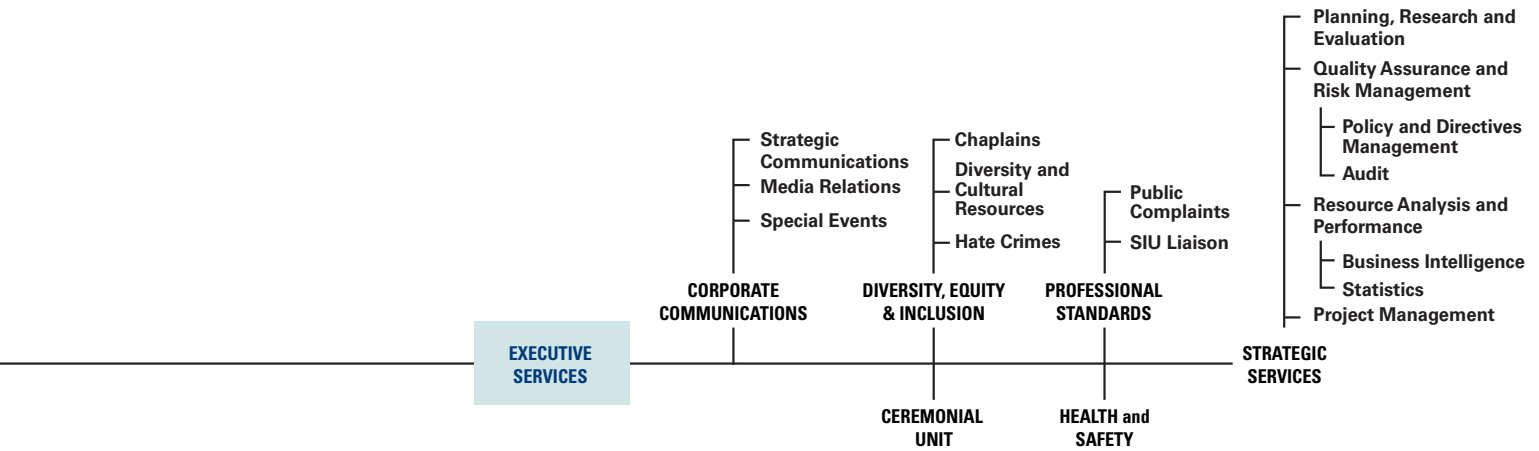 Planning, Research and
Evaluation
Quality Assurance and
Risk Management
Policy and Directives
Management
Audit
Resource Analysis and
Performance
Business Intelligence
Statistics
Project Management
Strategic
Communications
Media Relations
Special Events
Chaplains
Diversity and
Cultural
Resources
Hate Crimes
Public
Complaints
SIU Liaison
CORPORATE
COMMUNICATIONS
DIVERSITY, EQUITY
& INCLUSION
PROFESSIONAL
STANDARDS
EXECUTIVE
SERVICES
STRATEGIC
SERVICES
CEREMONIAL
UNIT
HEALTH and
SAFETY